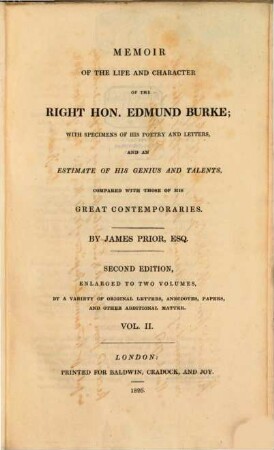 MEMOIR
OF THE LIFE AND CHARACTER
OF THE
RIGHT HON. EDMUND BURKE;
WITH SPECIMENS OF HIS POETRY AND LETTERS,
AND AN
ESTIMATE OF HIS GENIUS AND TALENTS,
COMPARED WITH THOSE OF HIS
GREAT CONTEMPORARIES.
BY JAMES PRIOR, ESQ.
SECOND EDITION,
ENLARGED TO TWO VOLUMES,
BY A VARIETY OF ORIGINAL LETTERS, ANECDOTES, PAPERS,
AND OTHER ADDITIONAL MATTER.
VOL. II.
LONDON:
PRINTED FOR BALDWIN, CRADOCK, AND JOY.
1826.